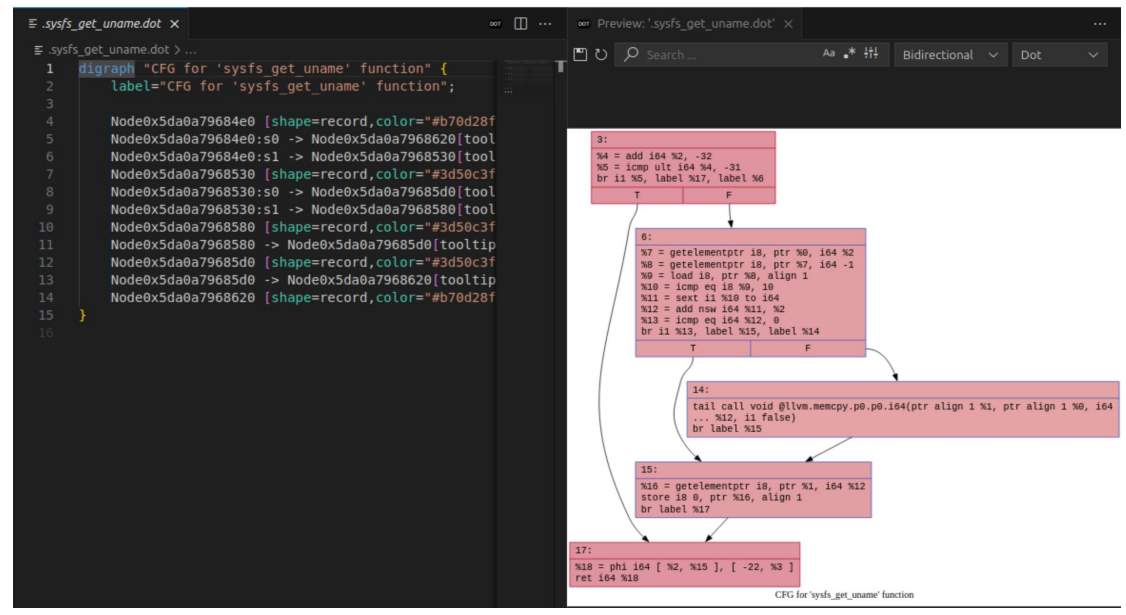 .sysfs_get_uname.dot ×
DOT
...
.sysfs_get_uname.dot > ...
1 digraph "CFG for 'sysfs_get_uname' function" {
2 label="CFG for 'sysfs_get_uname' function";
3
4 Node0x5da0a79684e0 [shape=record,color="#b70d28f
5 Node0x5da0a79684e0:s0 -> Node0x5da0a7968620[tool
6 Node0x5da0a79684e0:s1 -> Node0x5da0a7968530[tool
7 Node0x5da0a7968530 [shape=record,color="#3d50c3f
8 Node0x5da0a7968530:s0 -> Node0x5da0a79685d0[tool
9 Node0x5da0a7968530:s1 -> Node0x5da0a7968580[tool
10 Node0x5da0a7968580 [shape=record,color="#3d50c3f
11 Node0x5da0a7968580 -> Node0x5da0a79685d0[tooltip
12 Node0x5da0a79685d0 [shape=record,color="#3d50c3f
13 Node0x5da0a79685d0 -> Node0x5da0a7968620[tooltip
14 Node0x5da0a7968620 [shape=record,color="#b70d28f
15 }
16
DOT Preview: '.sysfs_get_uname.dot' ×
...
Search ...
Aa .*
Bidirectional
Dot
3:
%4 = add i64 %2, -32
%5 = icmp ult i64 %4, -31
br i1 %5, label %17, label %6
T F
6:
%7 = getelementptr i8, ptr %0, i64 %2
%8 = getelementptr i8, ptr %7, i64 -1
%9 = load i8, ptr %8, align 1
%10 = icmp eq i8 %9, 10
%11 = sext i1 %10 to i64
%12 = add nsw i64 %11, %2
%13 = icmp eq i64 %12, 0
br i1 %13, label %15, label %14
T F
14:
tail call void @llvm.memcpy.p0.p0.i64(ptr align 1 %1, ptr align 1 %0, i64
... %12, i1 false)
br label %15
15:
%16 = getelementptr i8, ptr %1, i64 %12
store i8 0, ptr %16, align 1
br label %17
17:
%18 = phi i64 [ %2, %15 ], [ -22, %3 ]
ret i64 %18
CFG for 'sysfs_get_uname' function